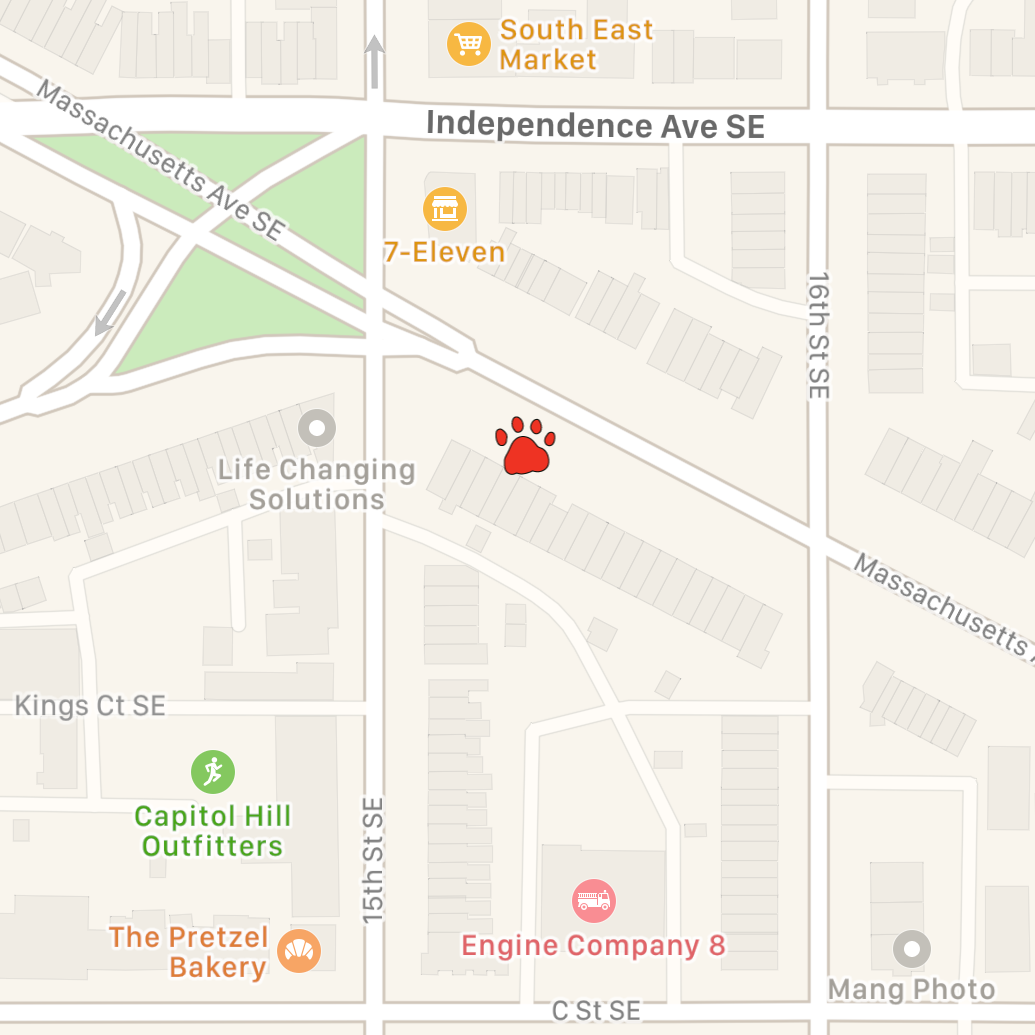 South East
Market
Massachusetts Ave SE
Independence Ave SE
7-Eleven
16th St SE
Life Changing
Solutions
Massachusetts A
Kings Ct SE
Capitol Hill
Outfitters
15th St SE
The Pretzel
Bakery
Engine Company 8
Mang Photo
C St SE